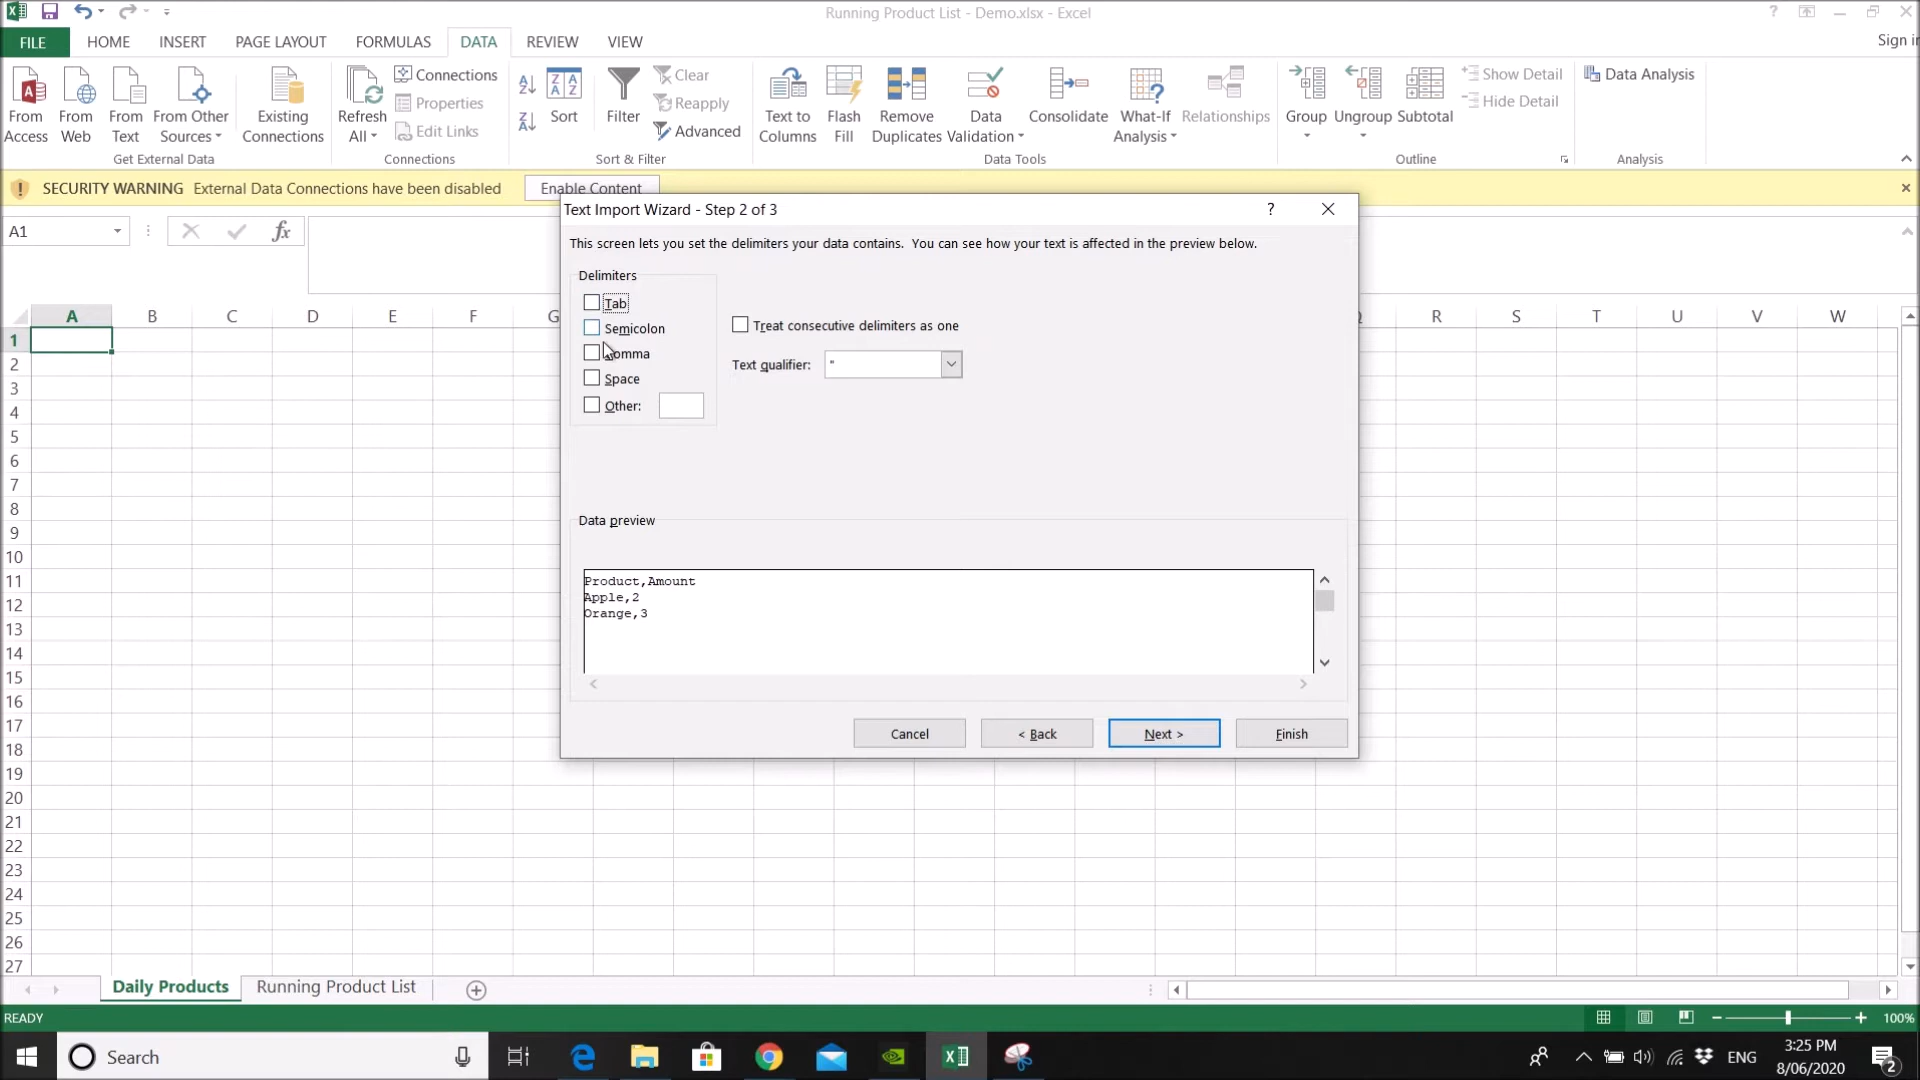 Running Product List - Demo.xlsx - Excel
FILE HOME INSERT PAGE LAYOUT FORMULAS DATA REVIEW VIEW
Sign in
From Access
From Web
From Text
From Other Sources
Existing Connections
Get External Data
Refresh All
Connections
Properties
Edit Links
Connections
Sort
Filter
Clear
Reapply
Advanced
Sort & Filter
Text to Columns
Flash Fill
Remove Duplicates
Data Validation
Consolidate
What-If Analysis
Relationships
Data Tools
Group
Ungroup
Subtotal
Show Detail
Hide Detail
Outline
Data Analysis
Analysis
SECURITY WARNING External Data Connections have been disabled Enable Content
A1
fx
Text Import Wizard - Step 2 of 3
This screen lets you set the delimiters your data contains. You can see how your text is affected in the preview below.
Delimiters
Tab
Semicolon
Space
Other:
Treat consecutive delimiters as one
Text qualifier: "
Data preview
Product,Amount
Apple,2
Orange,3
Cancel
< Back
Next >
Finish
A B C D E F G R S T U V W
1
2
3
4
5
6
7
8
9
10
11
12
13
14
15
16
17
18
19
20
21
22
23
24
25
26
27
Daily Products Running Product List
READY
100%
Search
ENG
3:25 PM
8/06/2020
2